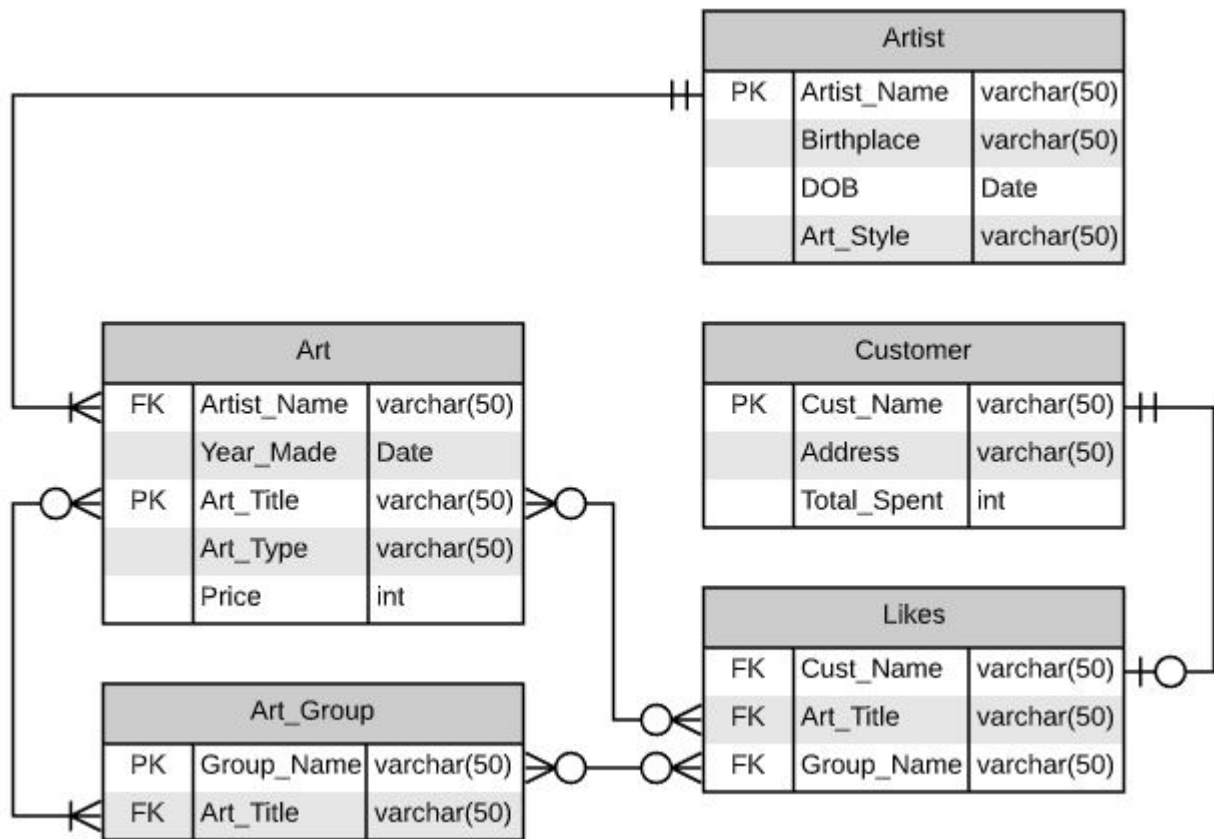 Artist
PK Artist_Name varchar(50)
Birthplace varchar(50)
DOB Date
Art_Style varchar(50)
Art
FK Artist_Name varchar(50)
Year_Made Date
PK Art_Title varchar(50)
Art_Type varchar(50)
Price int
Customer
PK Cust_Name varchar(50)
Address varchar(50)
Total_Spent int
Likes
FK Cust_Name varchar(50)
FK Art_Title varchar(50)
FK Group_Name varchar(50)
Art_Group
PK Group_Name varchar(50)
FK Art_Title varchar(50)